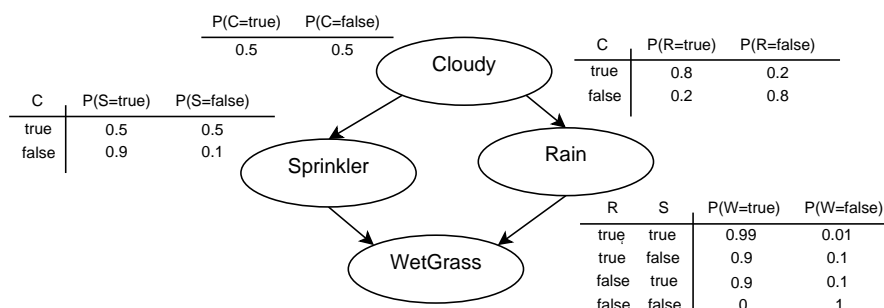 P(C=true) P(C=false)
0.5 0.5
Cloudy
C P(R=true) P(R=false)
true 0.8 0.2
false 0.2 0.8
C P(S=true) P(S=false)
true 0.5 0.5
false 0.9 0.1
Sprinkler
Rain
R S P(W=true) P(W=false)
true true 0.99 0.01
true false 0.9 0.1
false true 0.9 0.1
false false 0 1
WetGrass